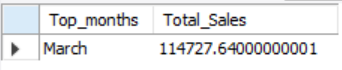 Top_months Total_Sales
March 114727.64000000001